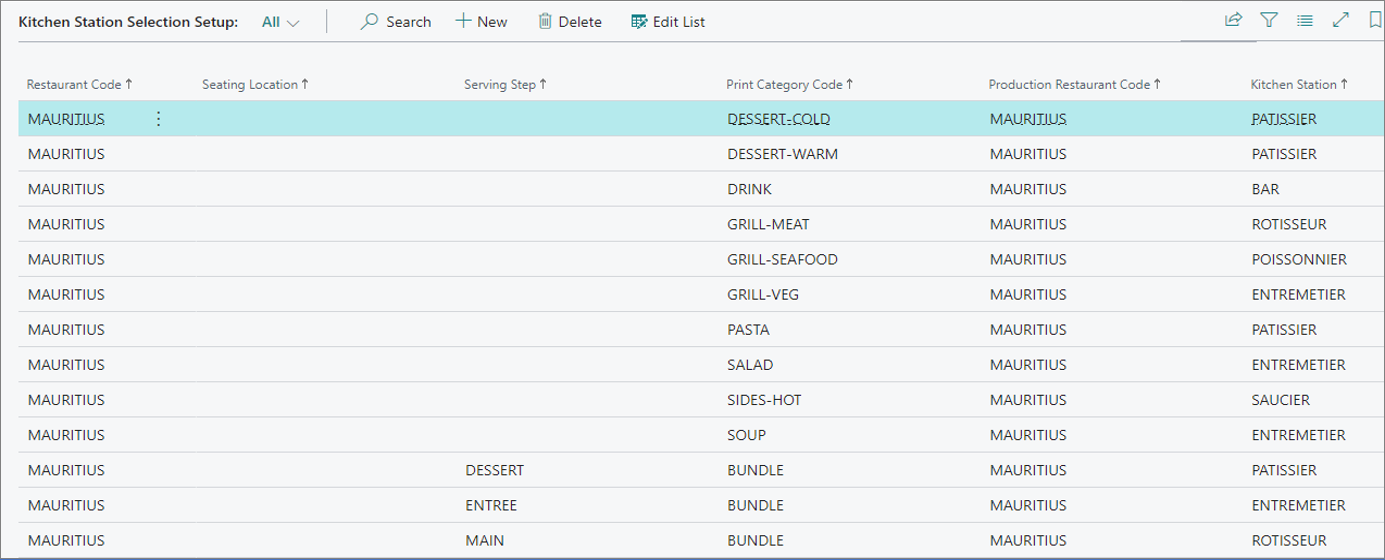 Kitchen Station Selection Setup: All Search New Delete Edit List
Restaurant Code Seating Location Serving Step Print Category Code Production Restaurant Code Kitchen Station
MAURITIUS DESSERT-COLD MAURITIUS PATISSIER
MAURITIUS DESSERT-WARM MAURITIUS PATISSIER
MAURITIUS DRINK MAURITIUS BAR
MAURITIUS GRILL-MEAT MAURITIUS ROTISSEUR
MAURITIUS GRILL-SEAFOOD MAURITIUS POISSONNIER
MAURITIUS GRILL-VEG MAURITIUS ENTREMETIER
MAURITIUS PASTA MAURITIUS PATISSIER
MAURITIUS SALAD MAURITIUS ENTREMETIER
MAURITIUS SIDES-HOT MAURITIUS SAUCIER
MAURITIUS SOUP MAURITIUS ENTREMETIER
MAURITIUS DESSERT BUNDLE MAURITIUS PATISSIER
MAURITIUS ENTREE BUNDLE MAURITIUS ENTREMETIER
MAURITIUS MAIN BUNDLE MAURITIUS ROTISSEUR